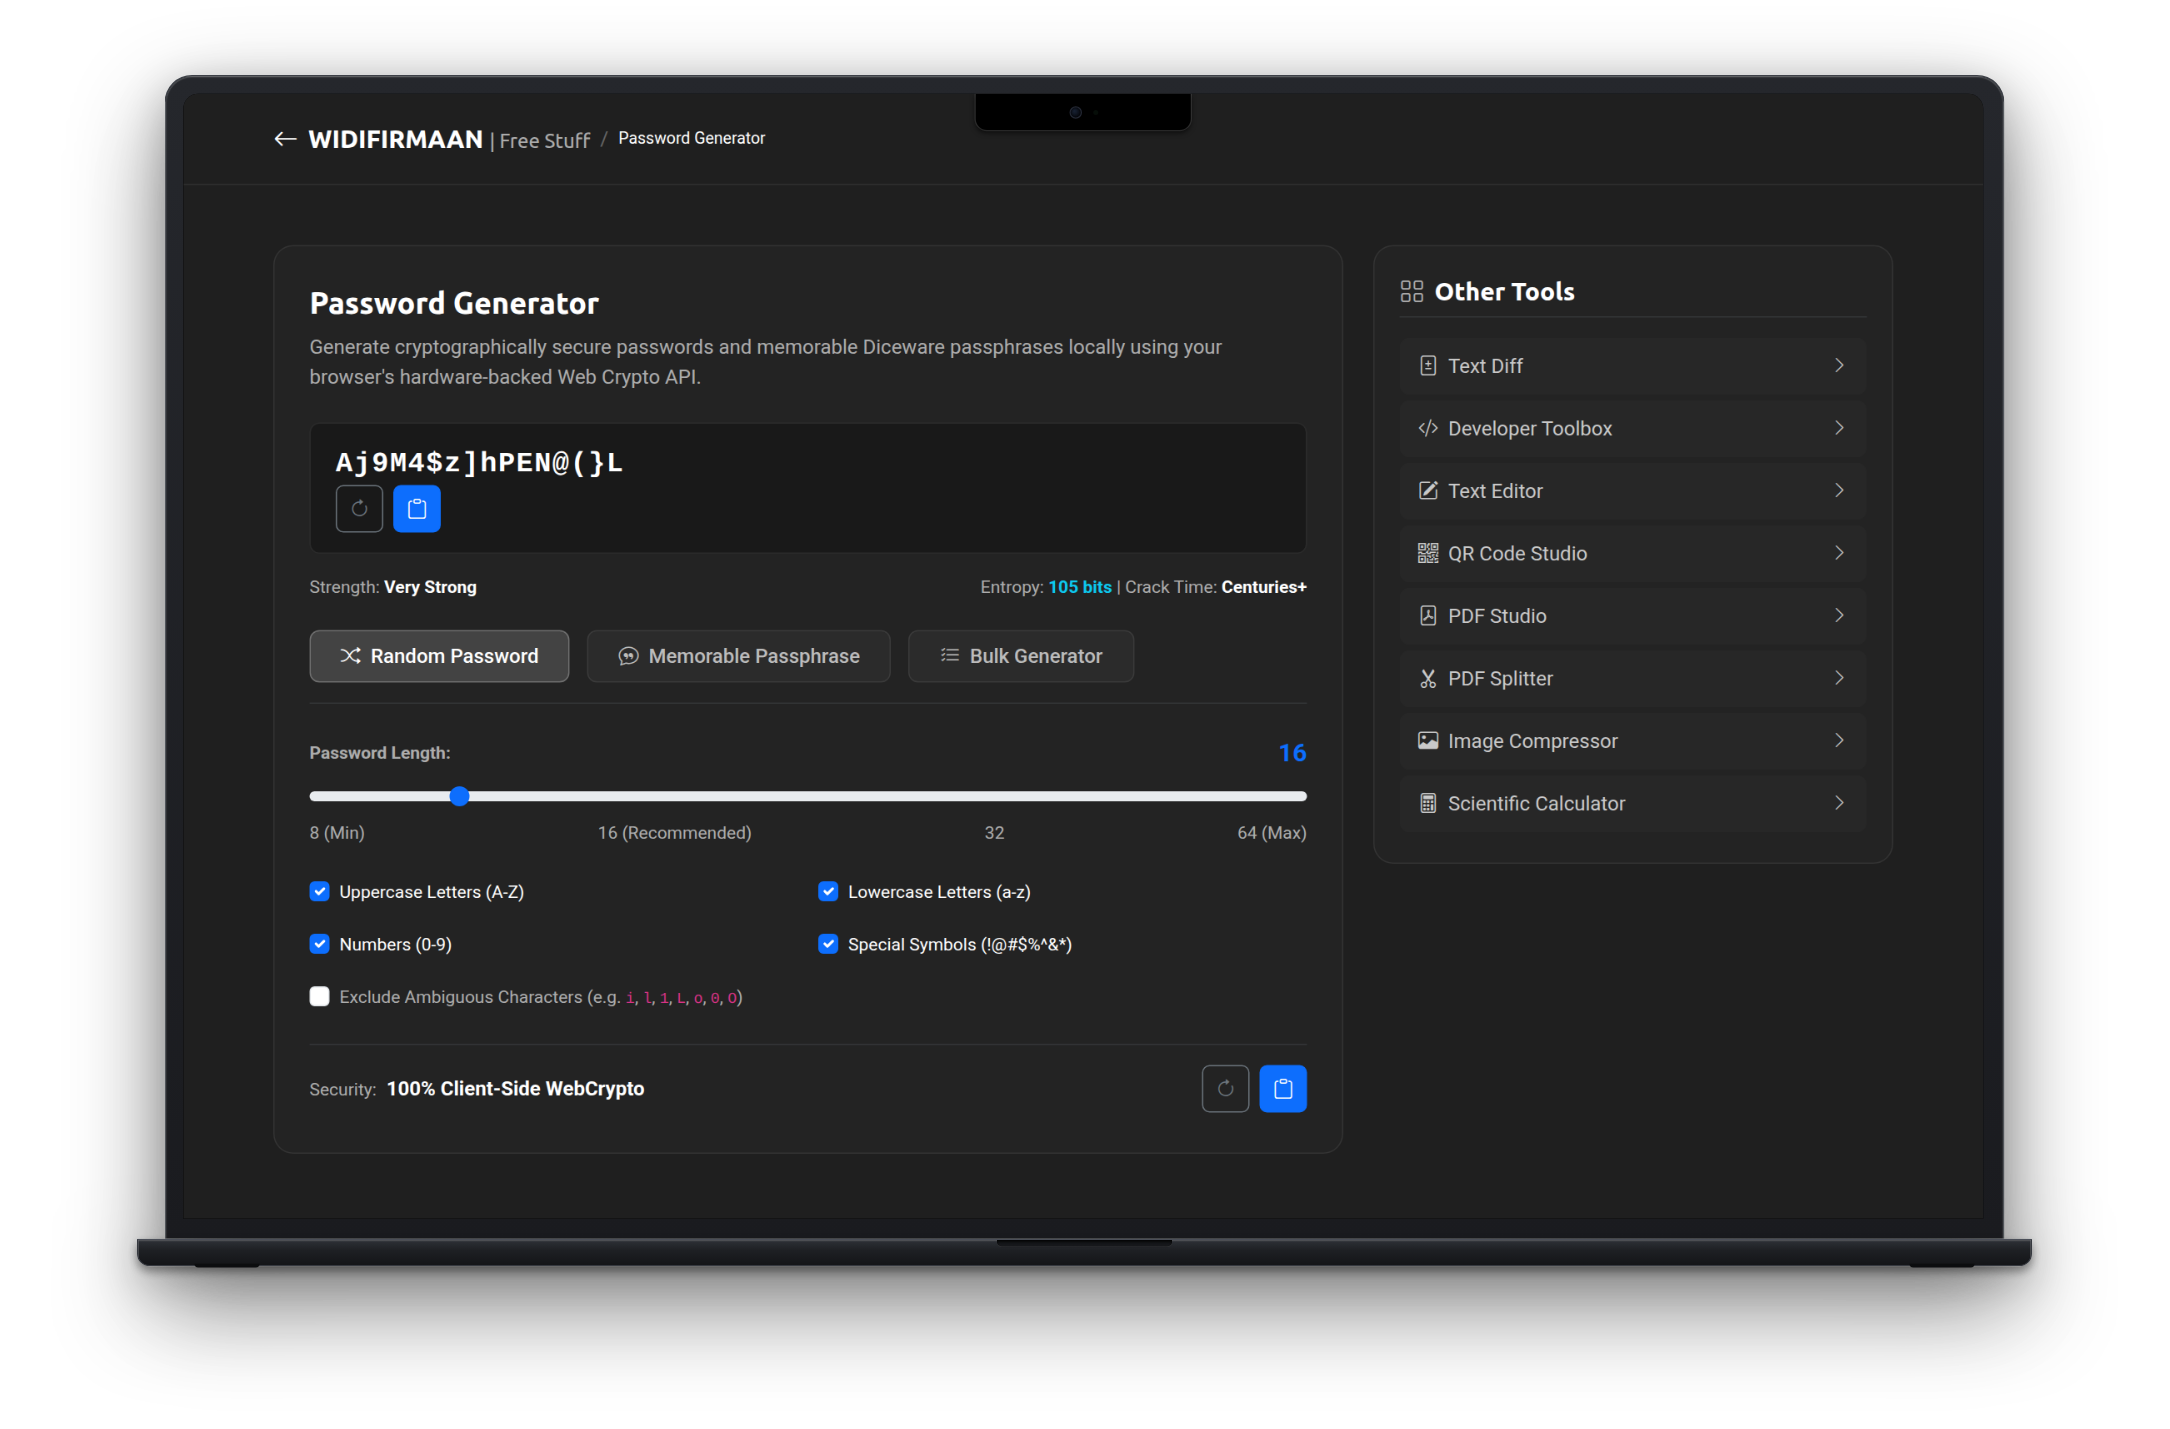 WIDIFIRMAAN | Free Stuff / Password Generator
Password Generator
Generate cryptographically secure passwords and memorable Diceware passphrases locally using your
browser's hardware-backed Web Crypto API.
Aj9M4$z]hPEN@(}L
Strength: Very Strong
Entropy: 105 bits | Crack Time: Centuries+
Random Password
Memorable Passphrase
Bulk Generator
Password Length:
16
8 (Min)
16 (Recommended)
32
64 (Max)
Uppercase Letters (A-Z)
Lowercase Letters (a-z)
Numbers (0-9)
Special Symbols (!@#$%^&*)
Exclude Ambiguous Characters (e.g. i, l, 1, L, o, 0, O)
Security: 100% Client-Side WebCrypto
Other Tools
Text Diff
Developer Toolbox
Text Editor
QR Code Studio
PDF Studio
PDF Splitter
Image Compressor
Scientific Calculator